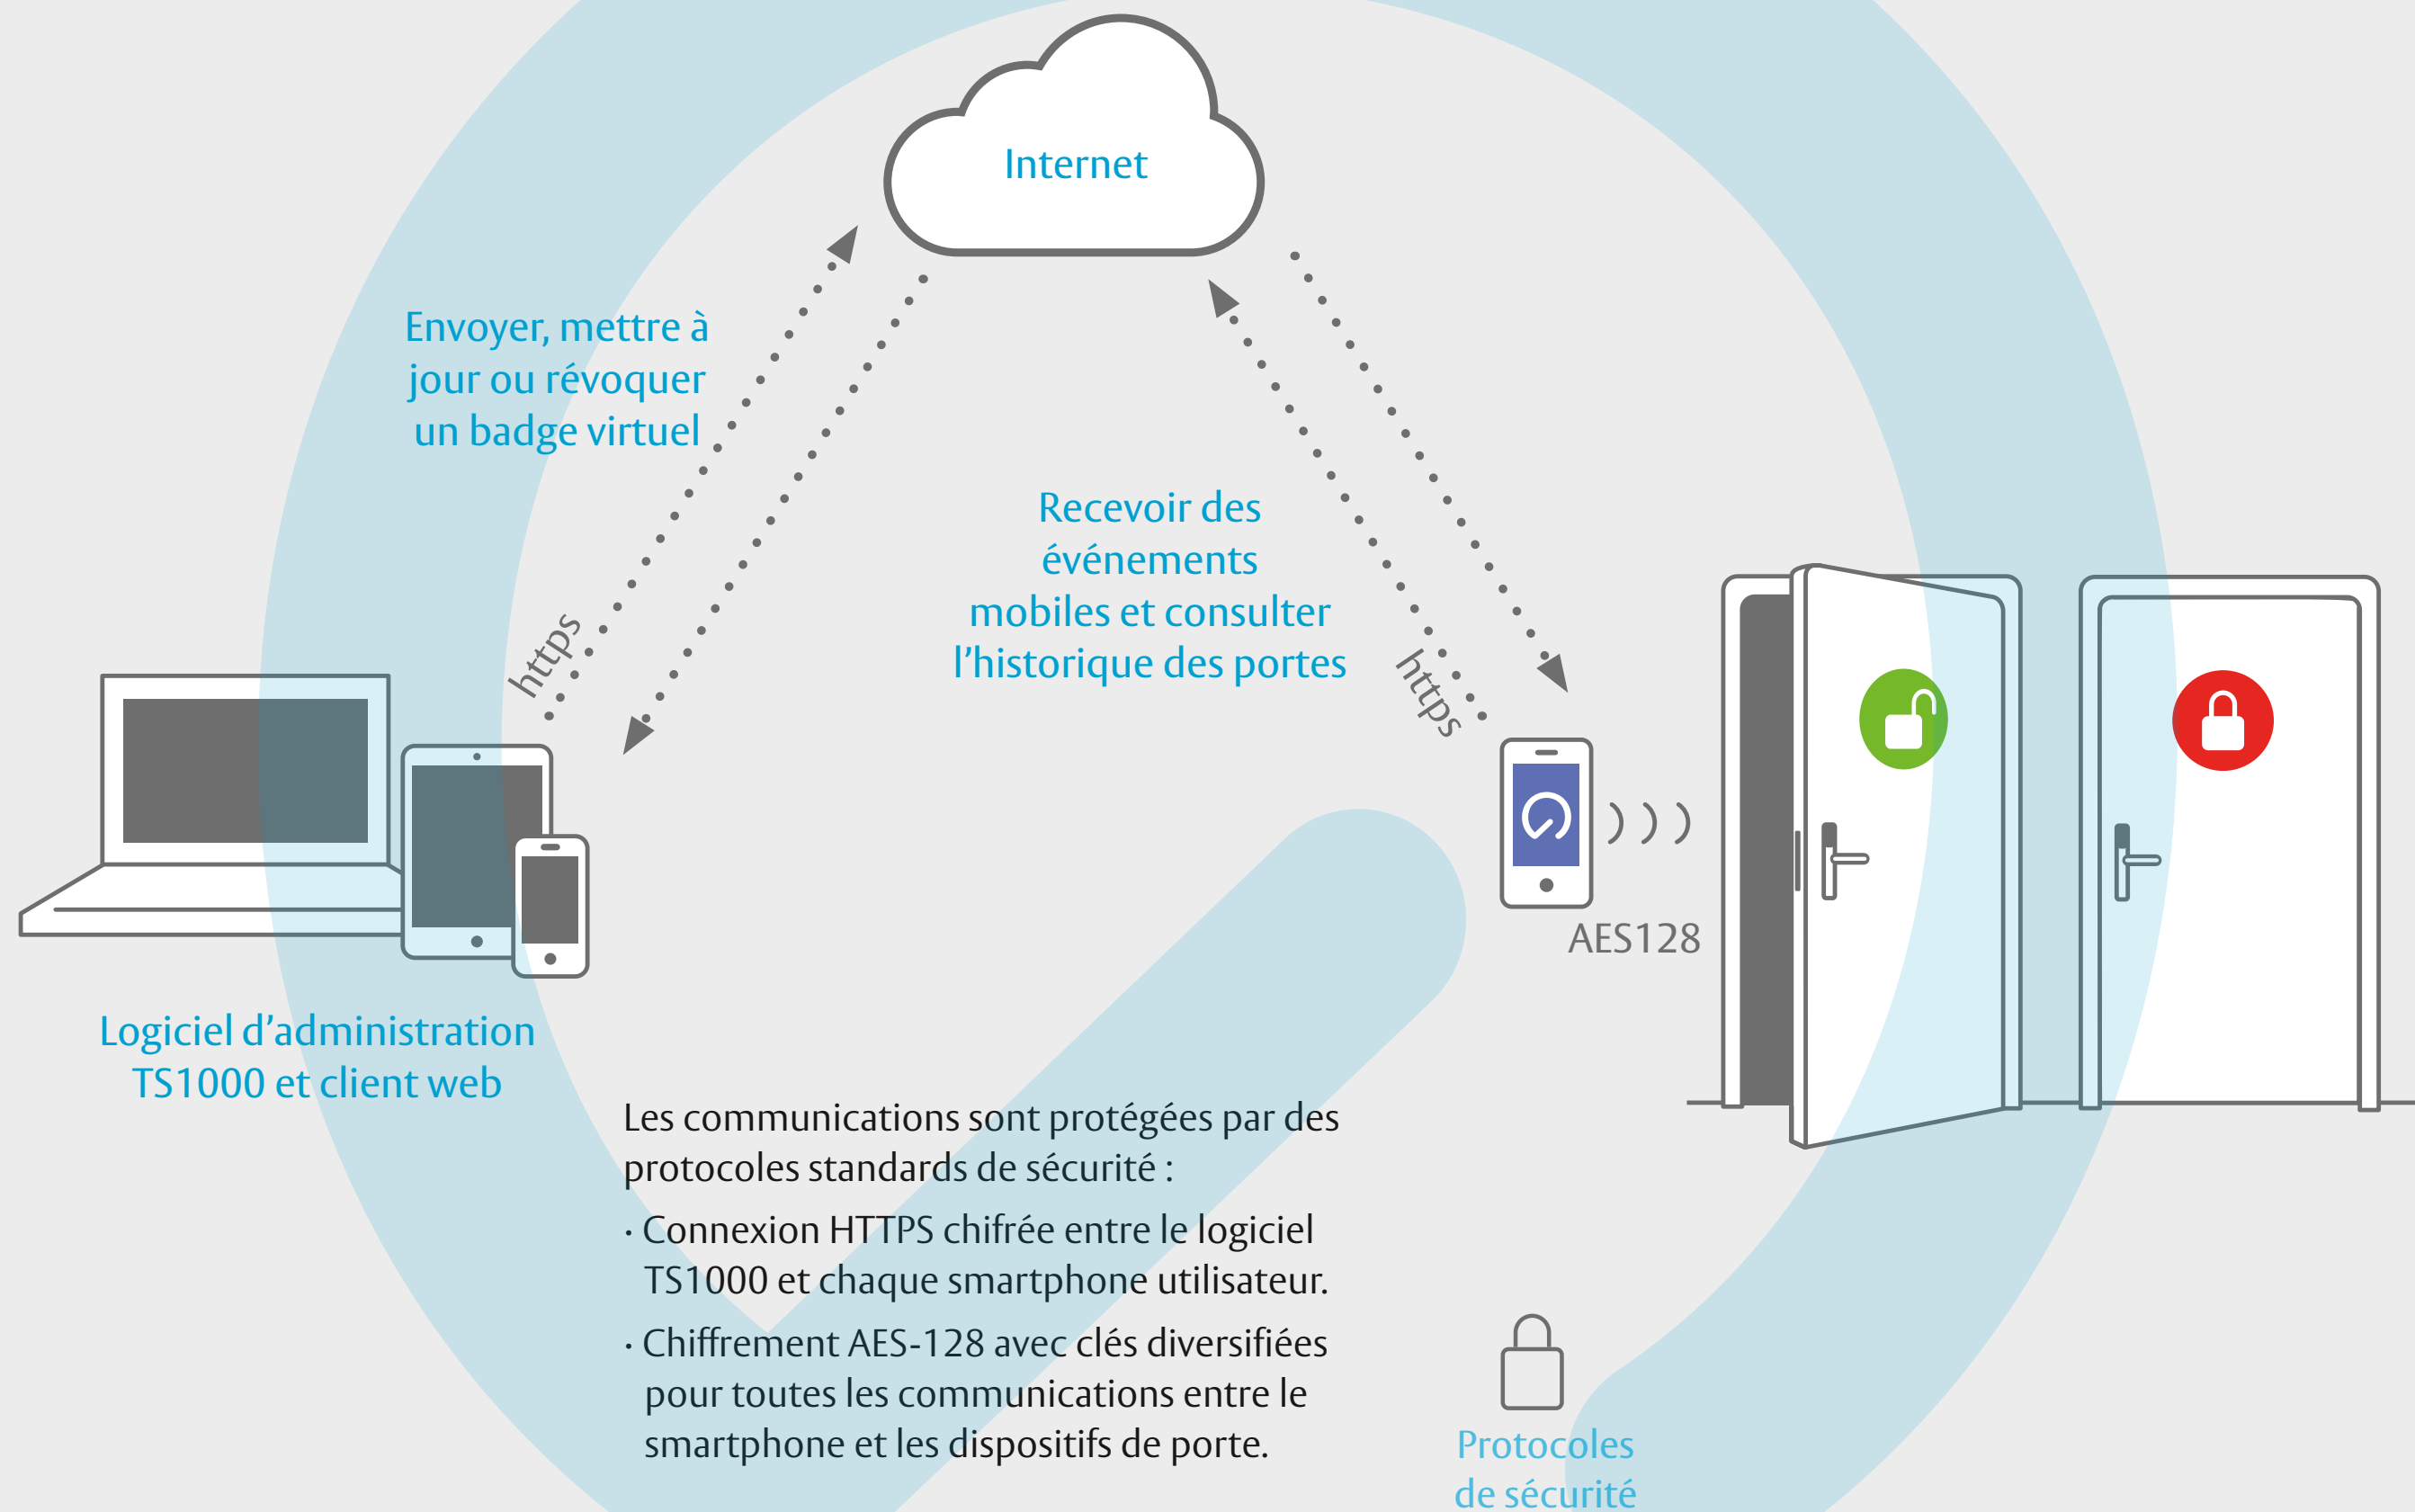 Internet
Envoyer, mettre à
jour ou révoquer
un badge virtuel
Recevoir des
événements
mobiles et consulter
l’historique des portes
https
https
AES128
Logiciel d’administration
TS1000 et client web
Les communications sont protégées par des
protocoles standards de sécurité :
· Connexion HTTPS chifrée entre le logiciel
TS1000 et chaque smartphone utilisateur.
· Chiffrement AES-128 avec clés diversifiées
pour toutes les communications entre le
smartphone et les dispositifs de porte.
Protocoles
de sécurité